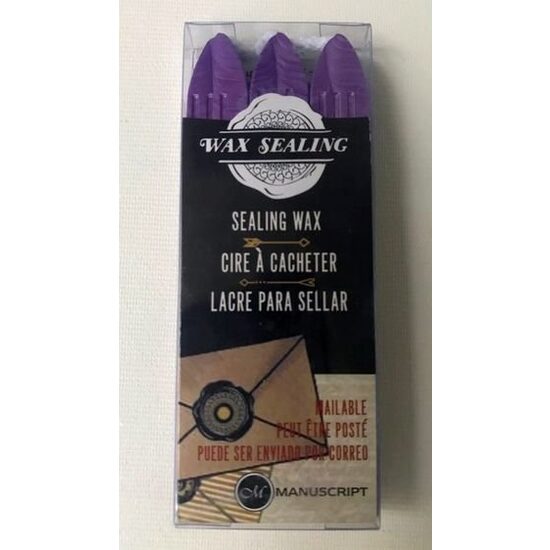 WAX SEALING
SEALING WAX
CIRE À CACHETER
LACRE PARA SELLAR
MAILABLE
PEUT ÊTRE POSTÉ
PUEDE SER ENVIADO POR CORREO
M MANUSCRIPT